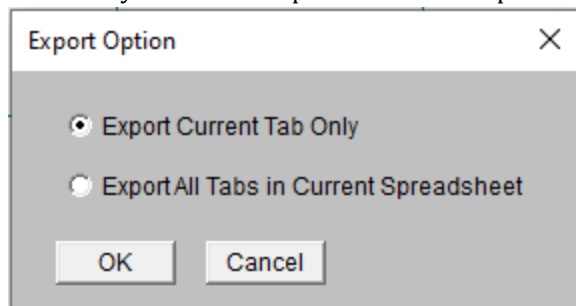 Export Option
Export Current Tab Only
Export All Tabs in Current Spreadsheet
OK Cancel